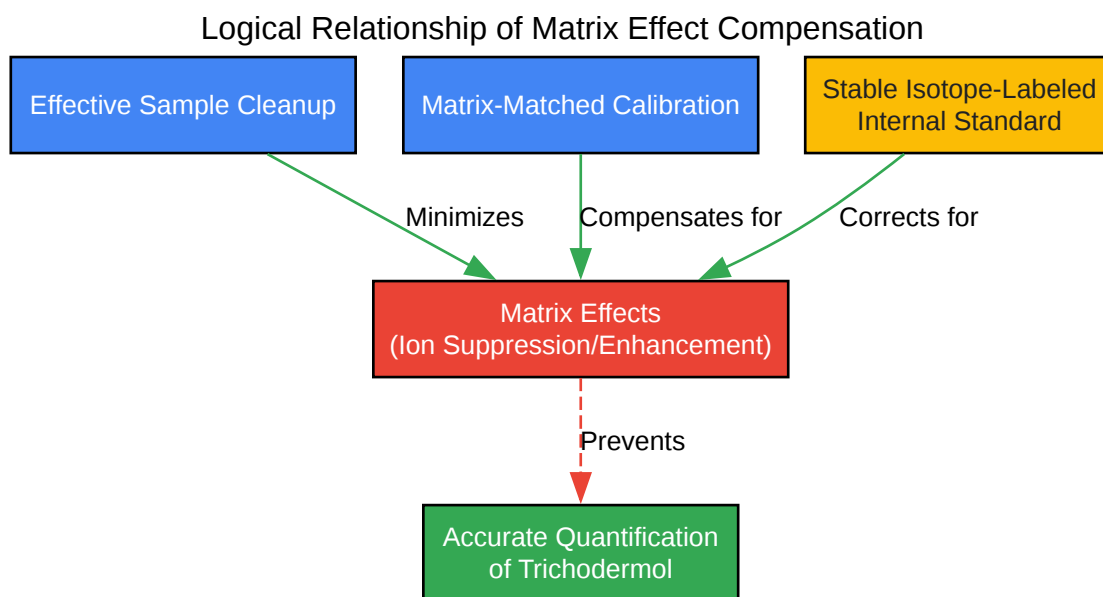 Logical Relationship of Matrix Effect Compensation
Effective Sample Cleanup
Matrix-Matched Calibration
Stable Isotope-Labeled
Internal Standard
Minimizes
Compensates for
Corrects for
Matrix Effects
(Ion Suppression/Enhancement)
Prevents
Accurate Quantification
of Trichodermol